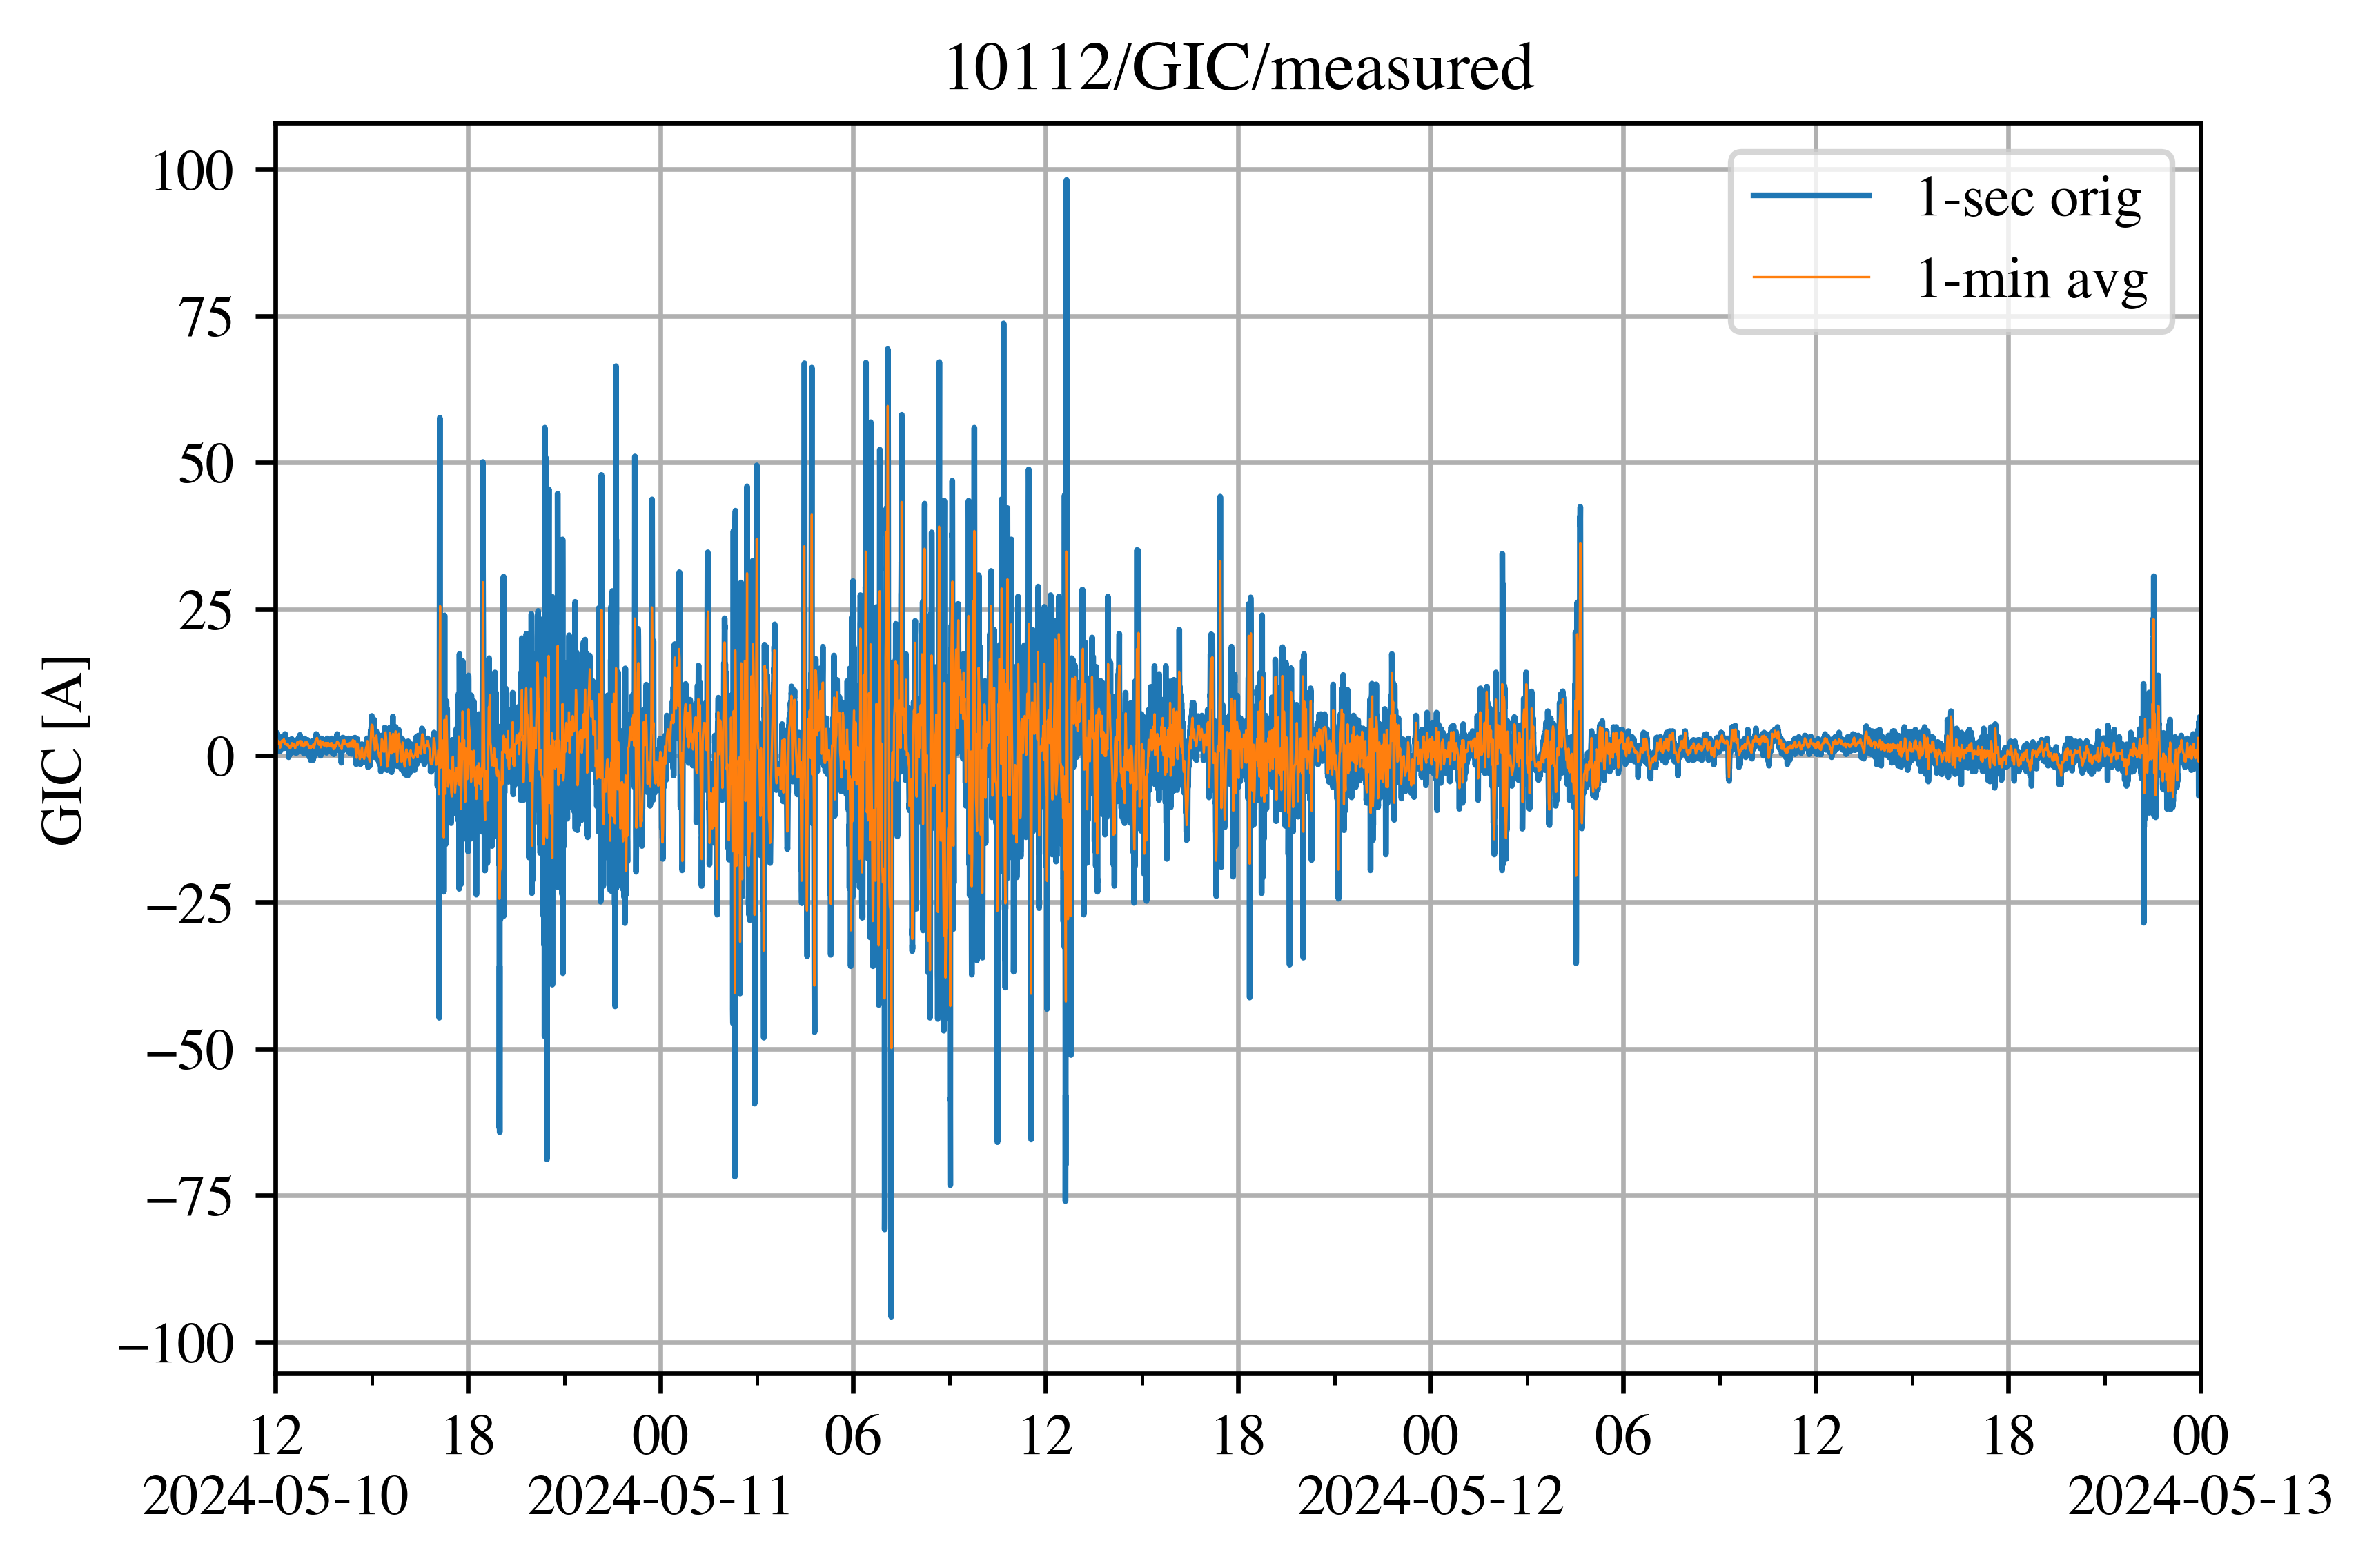 10112/GIC/measured
100
75
50
25
0
−25
−50
−75
−100
GIC [A]
1-sec orig
1-min avg
12 18 00 06 12 18 00 06 12 18 00
2024-05-10 2024-05-11 2024-05-12 2024-05-13